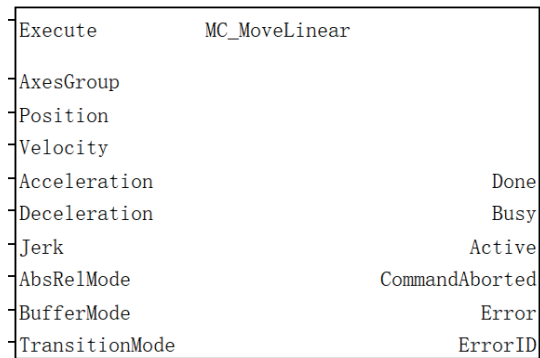 Execute MC_MoveLinear
AxesGroup
Position
Velocity
Acceleration Done
Deceleration Busy
Jerk Active
AbsRelMode CommandAborted
BufferMode Error
TransitionMode ErrorID